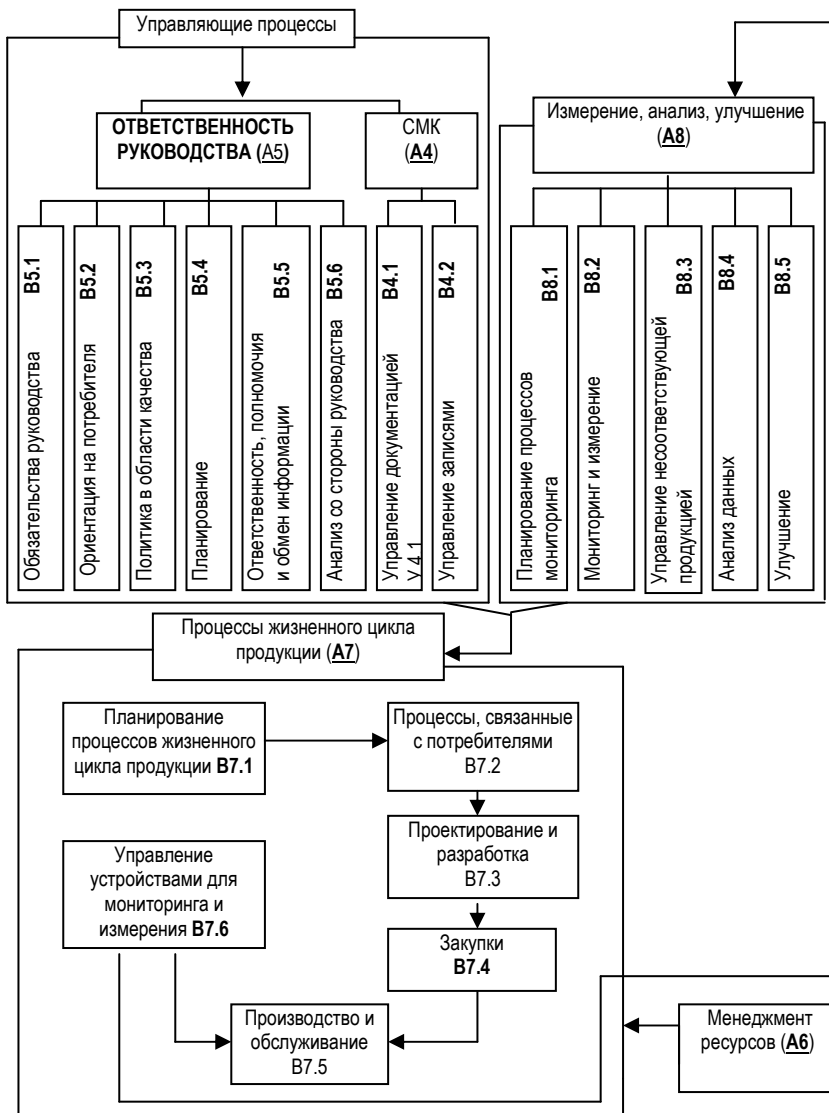 Управляющие процессы
ОТВЕТСТВЕННОСТЬ
РУКОВОДСТВА (А5)
СМК
(А4)
Обязательства руководства В5.1
Ориентация на потребителя В5.2
Политика в области качества В5.3
Планирование В5.4
Ответственность, полномочия В5.5
и обмен информации
Анализ со стороны руководства В5.6
Управление документацией В4.1
У 4.1
Управление записями В4.2
Измерение, анализ, улучшение
(А8)
Планирование процессов В8.1
мониторинга
Мониторинг и измерение В8.2
Управление несоответствующей В8.3
продукцией
Анализ данных В8.4
Улучшение В8.5
Процессы жизненного цикла
продукции (А7)
Планирование
процессов жизненного
цикла продукции В7.1
Процессы, связанные
с потребителями
В7.2
Проектирование и
разработка
В7.3
Управление
устройствами для
мониторинга и
измерения В7.6
Закупки
В7.4
Производство и
обслуживание
В7.5
Менеджмент
ресурсов (А6)